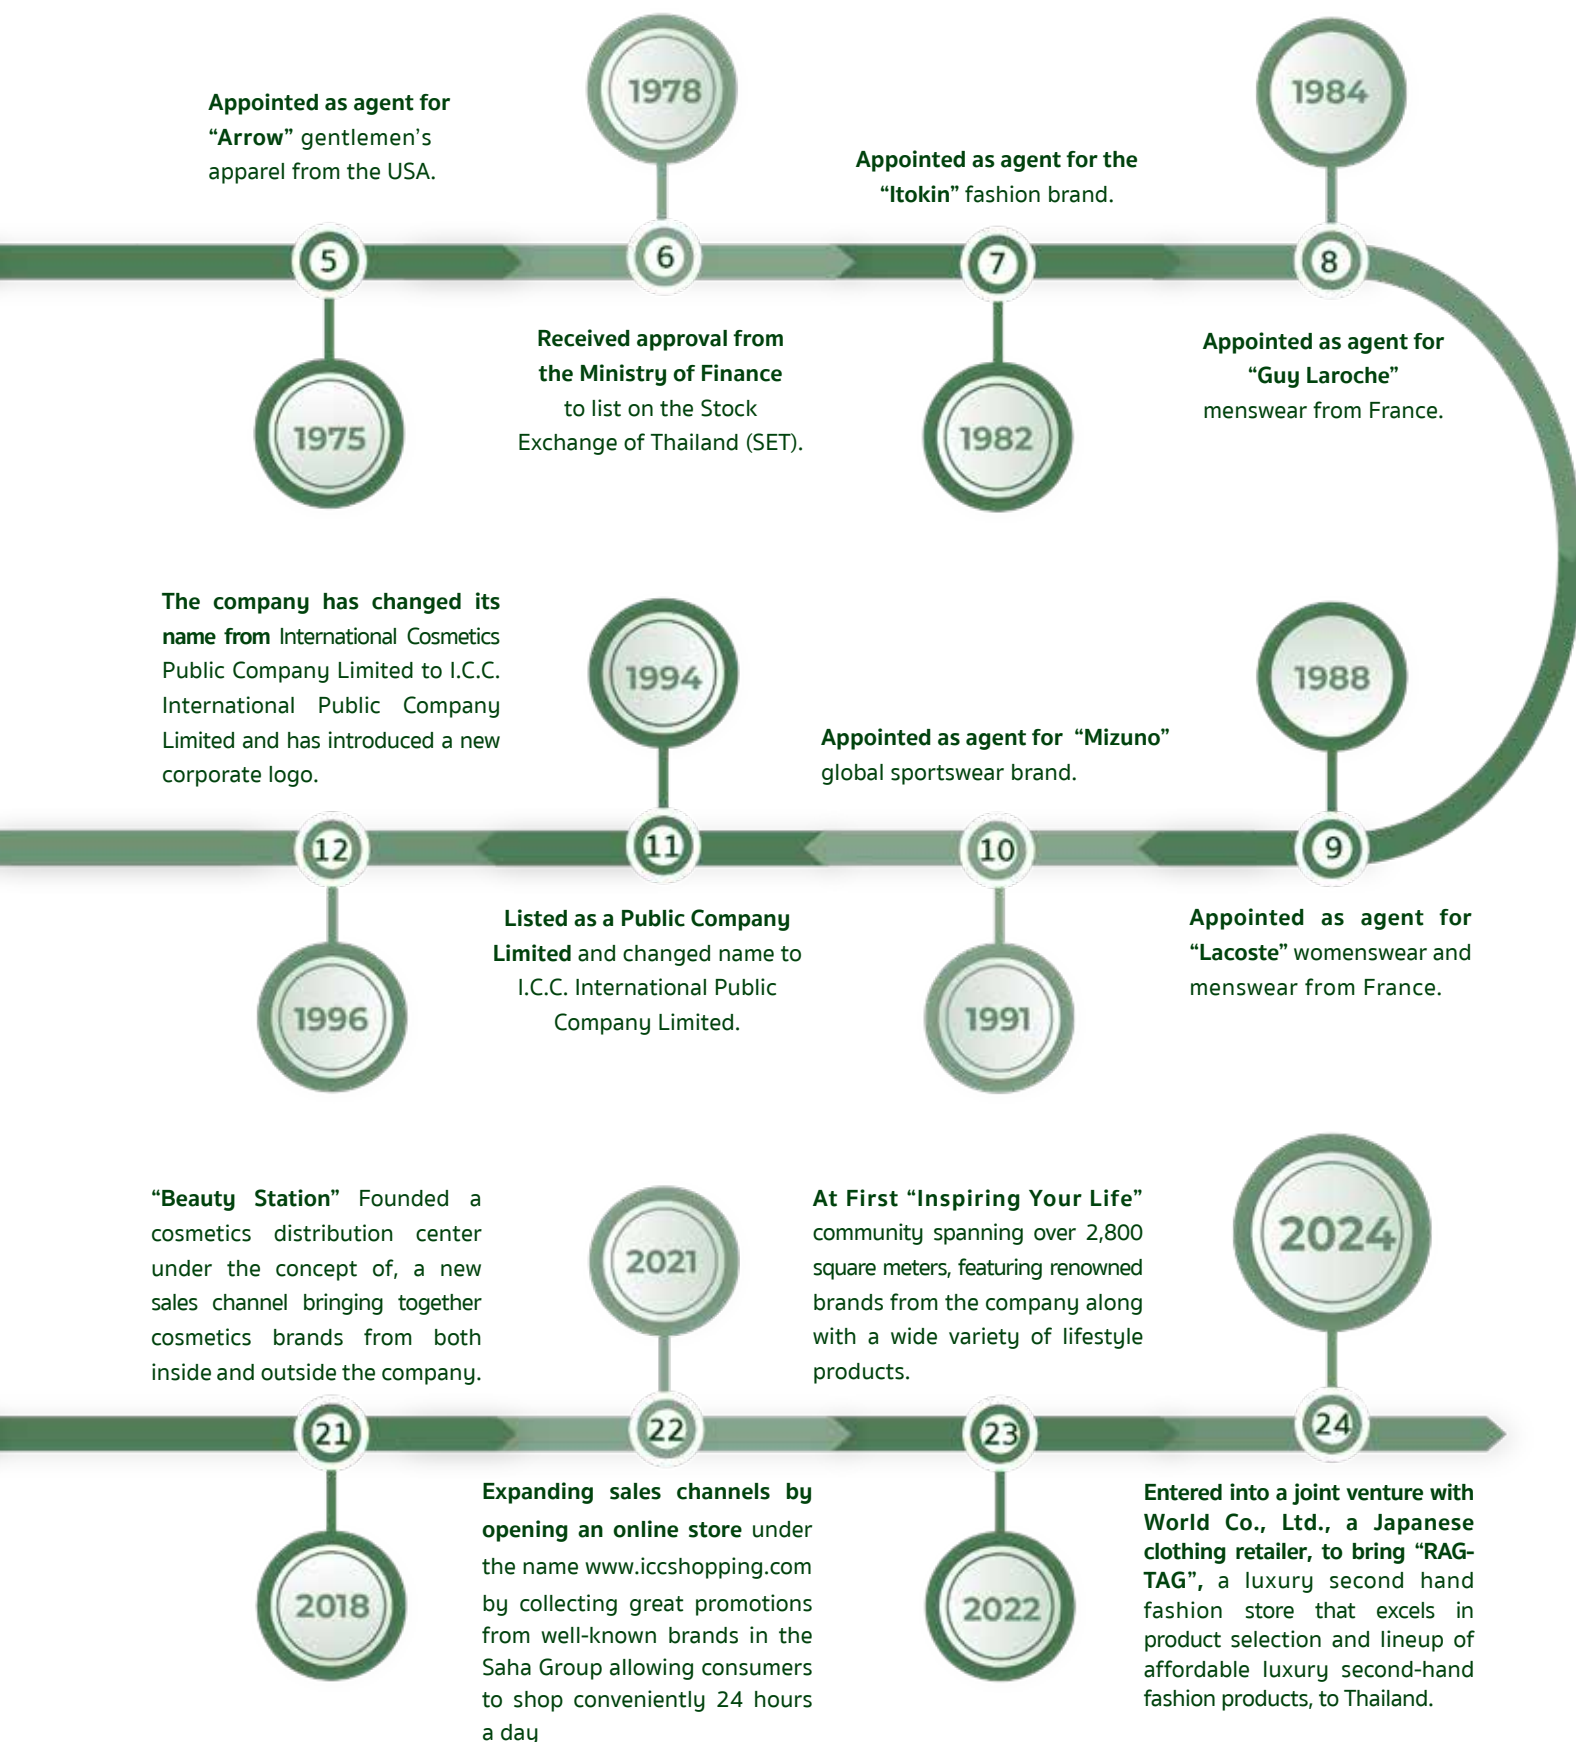 1978
1984
Appointed as agent for
“Arrow” gentlemen’s
apparel from the USA.
Appointed as agent for the
“Itokin” fashion brand.
5
6
7
8
Received approval from
the Ministry of Finance
to list on the Stock
Exchange of Thailand (SET).
Appointed as agent for
“Guy Laroche”
menswear from France.
1975
1982
The company has changed its
name from International Cosmetics
Public Company Limited to I.C.C.
International Public Company
Limited and has introduced a new
corporate logo.
1994
1988
Appointed as agent for “Mizuno”
global sportswear brand.
12
11
10
9
Listed as a Public Company
Limited and changed name to
I.C.C. International Public
Company Limited.
Appointed as agent for
“Lacoste” womenswear and
menswear from France.
1996
1991
“Beauty Station” Founded a
cosmetics distribution center
under the concept of, a new
sales channel bringing together
cosmetics brands from both
inside and outside the company.
2021
At First “Inspiring Your Life”
community spanning over 2,800
square meters, featuring renowned
brands from the company along
with a wide variety of lifestyle
products.
2024
21
22
23
24
Expanding sales channels by
opening an online store under
the name www.iccshopping.com
by collecting great promotions
from well-known brands in the
Saha Group allowing consumers
to shop conveniently 24 hours
a day
Entered into a joint venture with
World Co., Ltd., a Japanese
clothing retailer, to bring “RAG-
TAG”, a luxury second hand
fashion store that excels in
product selection and lineup of
affordable luxury second-hand
fashion products, to Thailand.
2018
2022